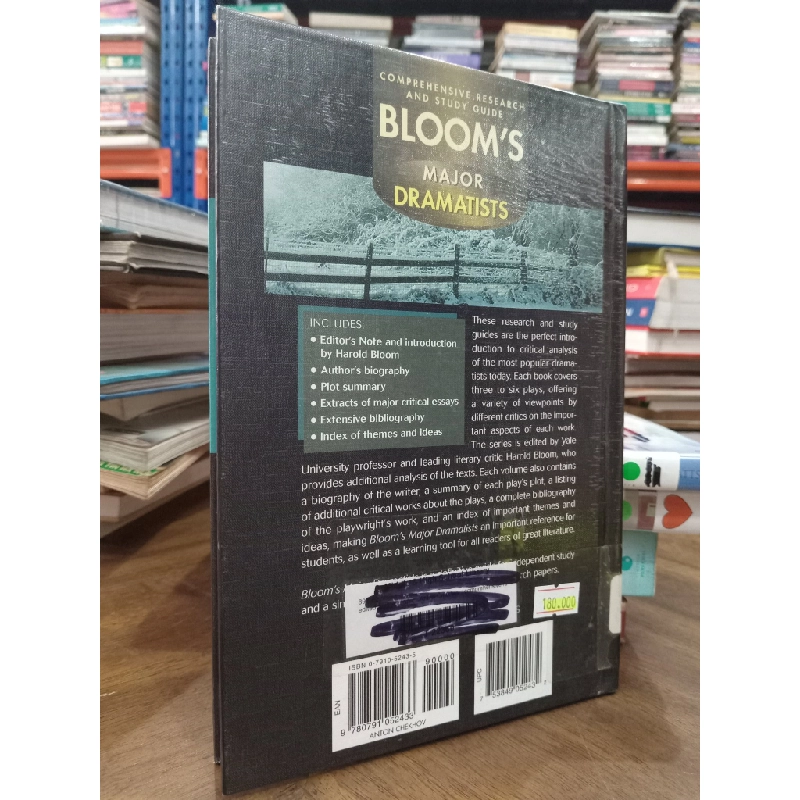 COMPREHENSIVE RESEARCH
AND STUDY GUIDE
BLOOM'S
MAJOR
DRAMATISTS
INCLUDES
• Editor's Note and introduction
by Harold Bloom
• Author's biography
• Plot summary
• Extracts of major critical essays
• Extensive bibliography
• Index of themes and ideas
These research and study
guides are the perfect intro-
duction to critical analysis
of the most popular drama-
tists today. Each book covers
three to six plays, offering
a variety of viewpoints by
different critics on the impor-
tant aspects of each work.
The series is edited by Yale
University professor and leading literary critic Harold Bloom, who
provides additional analysis of the texts. Each volume also contains
a biography of the writer, a summary of each play's plot, a listing
of additional critical works about the plays, a complete bibliography
of the playwright's work, and an index of important themes and
ideas, making Bloom's Major Dramatists an important reference for
students, as well as a learning tool for all readers of great literature.
Bloom's independent study
and a
papers.
180.000
ISBN 0-7910-5243-5
90000
EAN
9 780791 052433
ANTON CHEKHOV
UPC